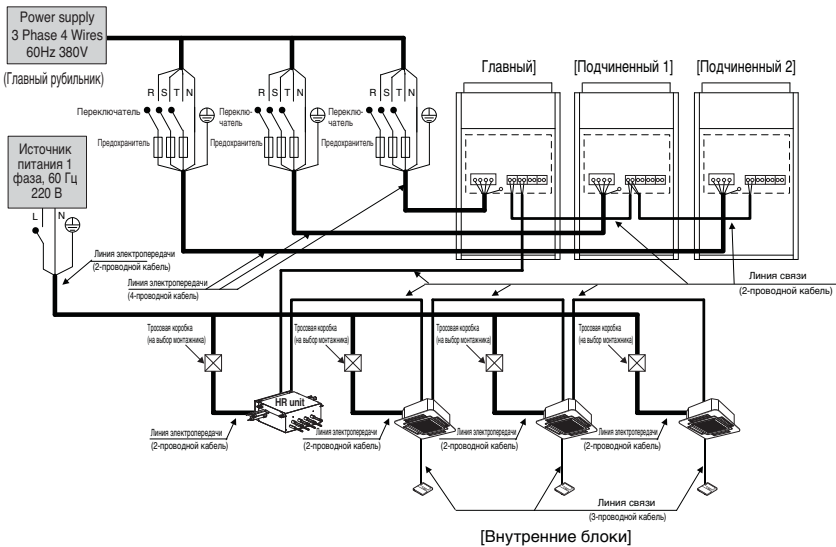 Power supply
3 Phase 4 Wires
60Hz 380V
(Главный рубильник)
Главный]
[Подчиненный 1]
[Подчиненный 2]
R S T N
R S T N
R S T N
Переключатель
Переклю-
чатель
Переклю-
чатель
Предохранитель
Предохранитель
Предохранитель
Источник
питания 1
фаза, 60 Гц
220 В
L N
Линия электропередачи
(2-проводной кабель)
Линия электропередачи
(4-проводной кабель)
Линия связи
(2-проводной кабель)
Тросовая коробка
(на выбор монтажника)
Тросовая коробка
(на выбор монтажника)
Тросовая коробка
(на выбор монтажника)
Тросовая коробка
(на выбор монтажника)
HR unit
Линия электропередачи
(2-проводной кабель)
Линия электропередачи
(2-проводной кабель)
Линия электропередачи
(2-проводной кабель)
Линия электропередачи
(2-проводной кабель)
Линия связи
(3-проводной кабель)
[Внутренние блоки]